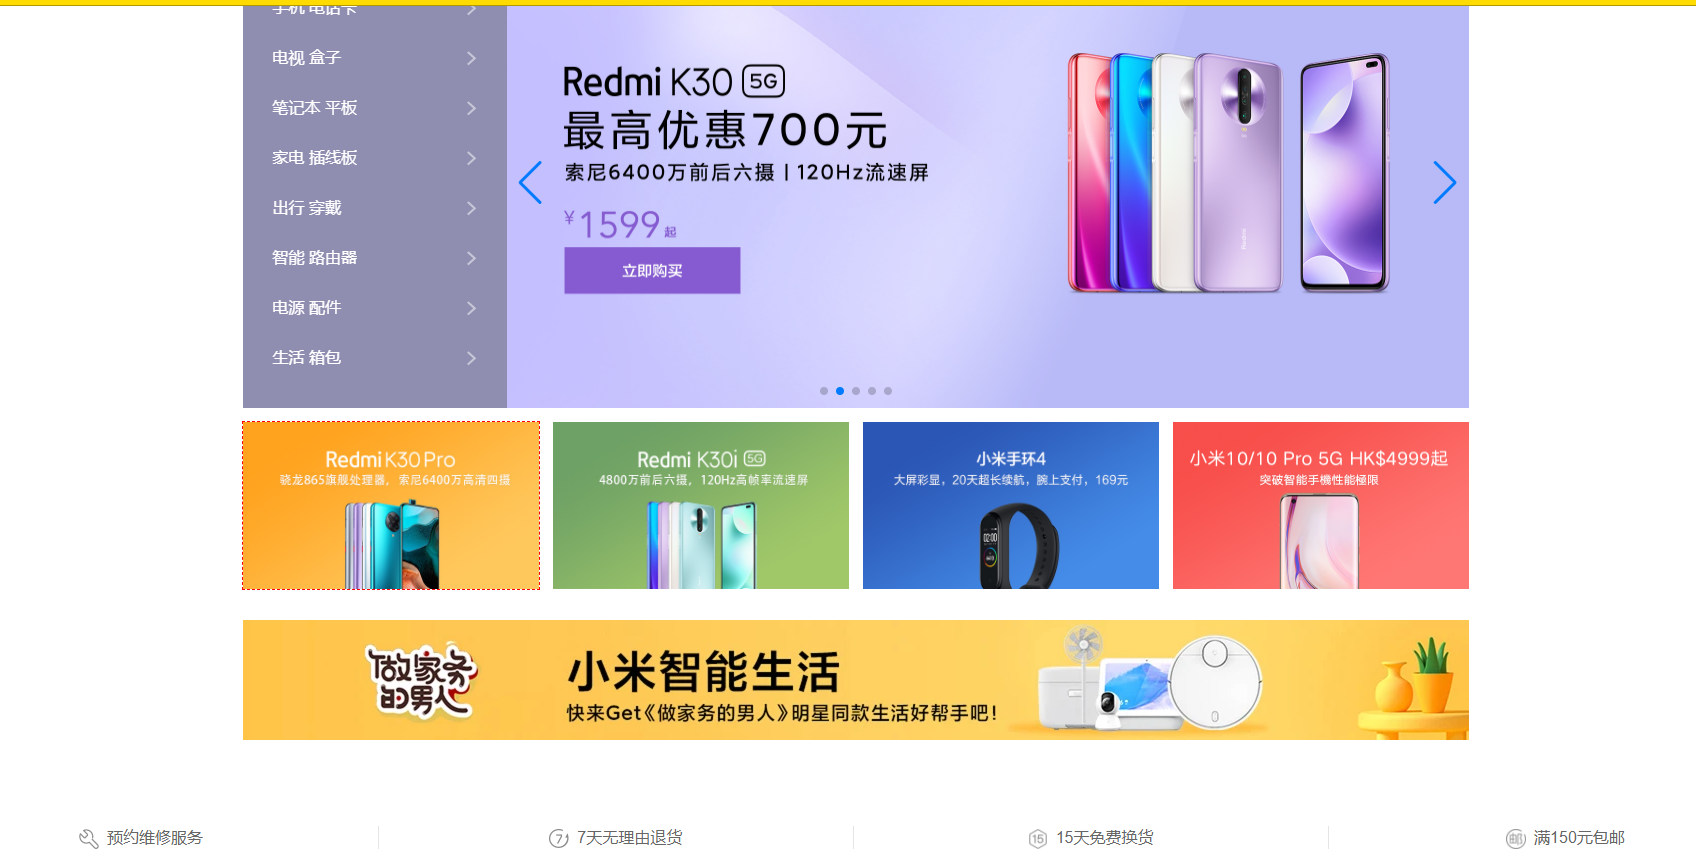 手机 电话卡
电视 盒子
笔记本 平板
家电 插线板
出行 穿戴
智能 路由器
电源 配件
生活 箱包
Redmi K30 5G
最高优惠700元
索尼6400万前后六摄 | 120Hz流速屏
¥1599起
立即购买
Redmi
Redmi K30 Pro
骁龙865旗舰处理器，索尼6400万高清四摄
Redmi K30i 5G
4800万前后六摄，120Hz高帧率流速屏
小米手环4
大屏彩显，20天超长续航，腕上支付，169元
02:00
小米10/10 Pro 5G HK$4999起
突破智能手機性能極限
做家务的男人
小米智能生活
快来Get《做家务的男人》明星同款生活好帮手吧！
预约维修服务
7 7天无理由退货
15 15天免费换货
邮 满150元包邮